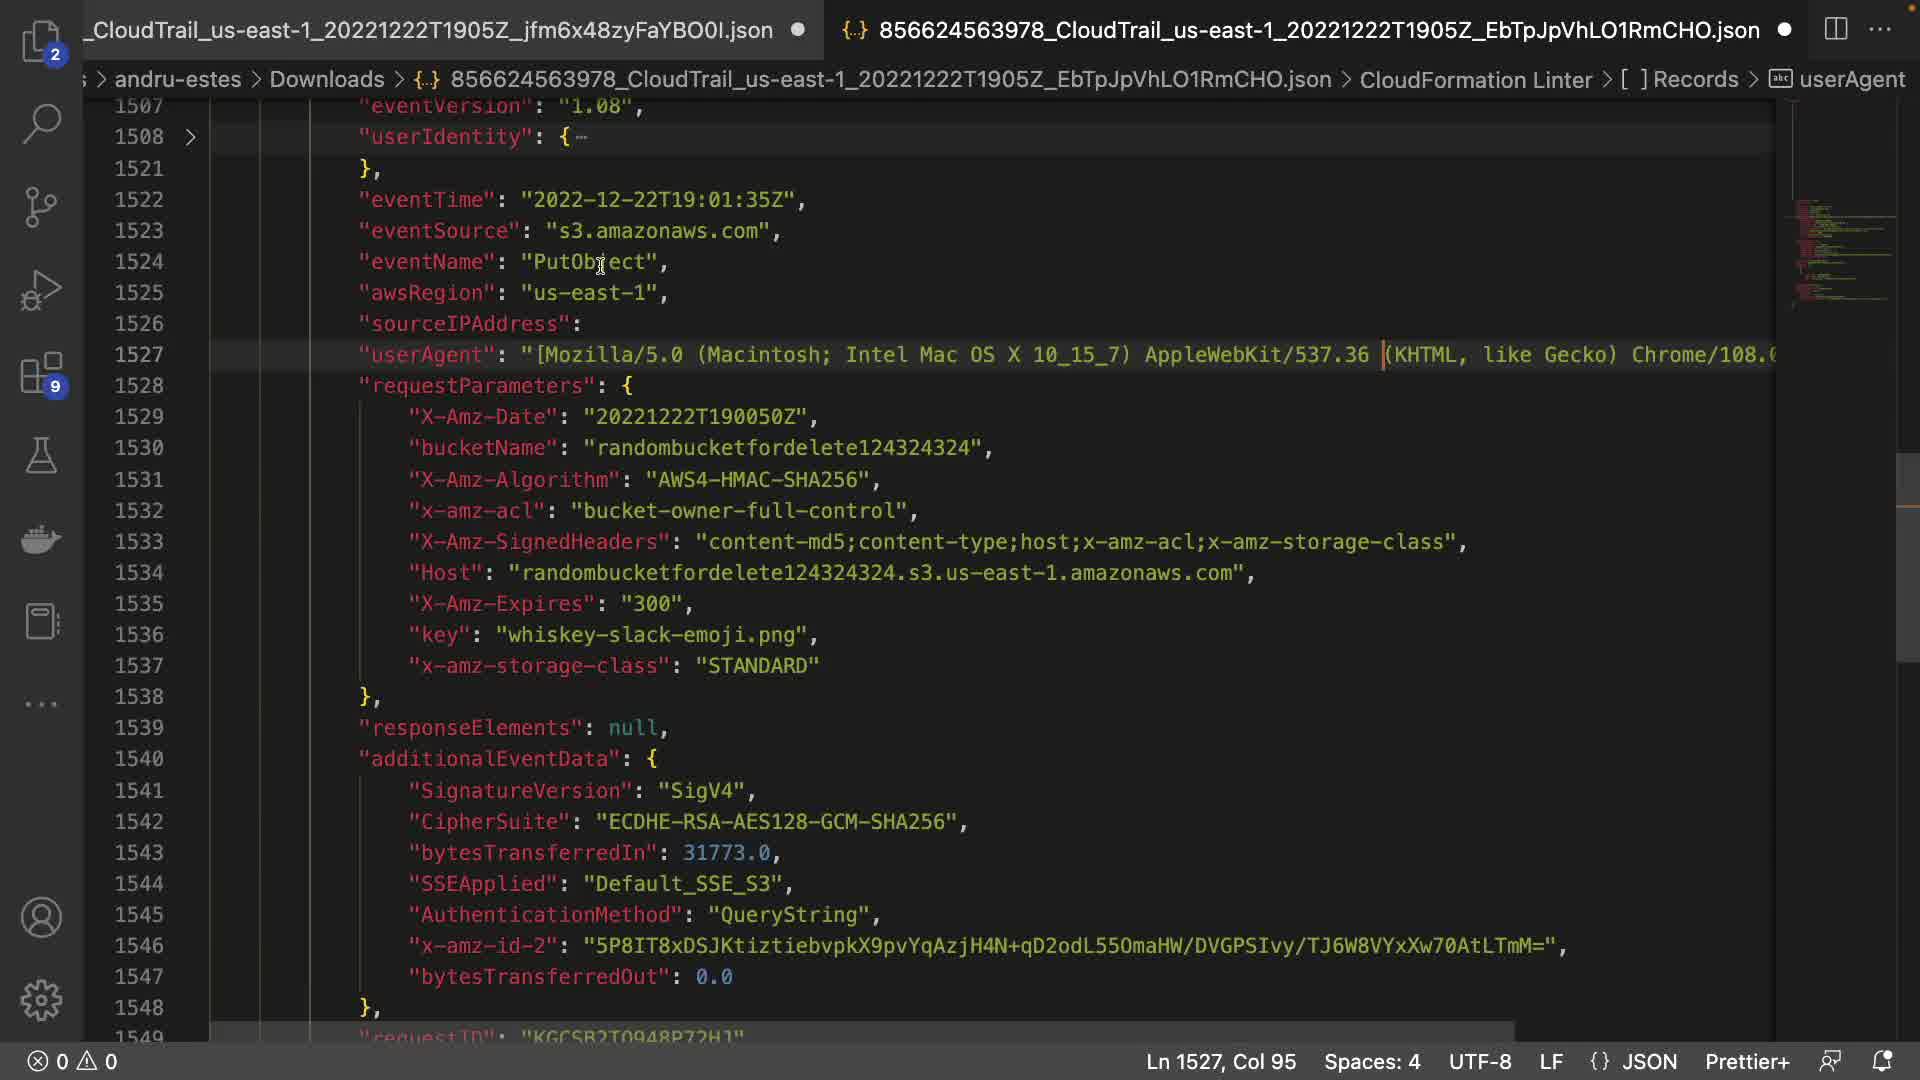 _CloudTrail_us-east-1_20221222T1905Z_jfm6x48zyFaYBO0I.json ● {..} 856624563978_CloudTrail_us-east-1_20221222T1905Z_EbTpJpVhLO1RmCHO.json ●
s > andru-estes > Downloads > {..} 856624563978_CloudTrail_us-east-1_20221222T1905Z_EbTpJpVhLO1RmCHO.json > CloudFormation Linter > [ ] Records > abc userAgent
1507 "eventVersion": "1.08",
1508 > "userIdentity": {⋯
1521 },
1522 "eventTime": "2022-12-22T19:01:35Z",
1523 "eventSource": "s3.amazonaws.com",
1524 "eventName": "PutObject",
1525 "awsRegion": "us-east-1",
1526 "sourceIPAddress":
1527 "userAgent": "[Mozilla/5.0 (Macintosh; Intel Mac OS X 10_15_7) AppleWebKit/537.36 (KHTML, like Gecko) Chrome/108.0
1528 "requestParameters": {
1529 "X-Amz-Date": "20221222T190050Z",
1530 "bucketName": "randombucketfordelete124324324",
1531 "X-Amz-Algorithm": "AWS4-HMAC-SHA256",
1532 "x-amz-acl": "bucket-owner-full-control",
1533 "X-Amz-SignedHeaders": "content-md5;content-type;host;x-amz-acl;x-amz-storage-class",
1534 "Host": "randombucketfordelete124324324.s3.us-east-1.amazonaws.com",
1535 "X-Amz-Expires": "300",
1536 "key": "whiskey-slack-emoji.png",
1537 "x-amz-storage-class": "STANDARD"
1538 },
1539 "responseElements": null,
1540 "additionalEventData": {
1541 "SignatureVersion": "SigV4",
1542 "CipherSuite": "ECDHE-RSA-AES128-GCM-SHA256",
1543 "bytesTransferredIn": 31773.0,
1544 "SSEApplied": "Default_SSE_S3",
1545 "AuthenticationMethod": "QueryString",
1546 "x-amz-id-2": "5P8IT8xDSJKtiztiebvpkX9pvYqAzjH4N+qD2odL55OmaHW/DVGPSIvy/TJ6W8VYxXw70AtLTmM=",
1547 "bytesTransferredOut": 0.0
1548 },
1549 "requestID": "KGCSB2TQ948P72HJ"
2
9
0 0
Ln 1527, Col 95 Spaces: 4 UTF-8 LF {} JSON Prettier+